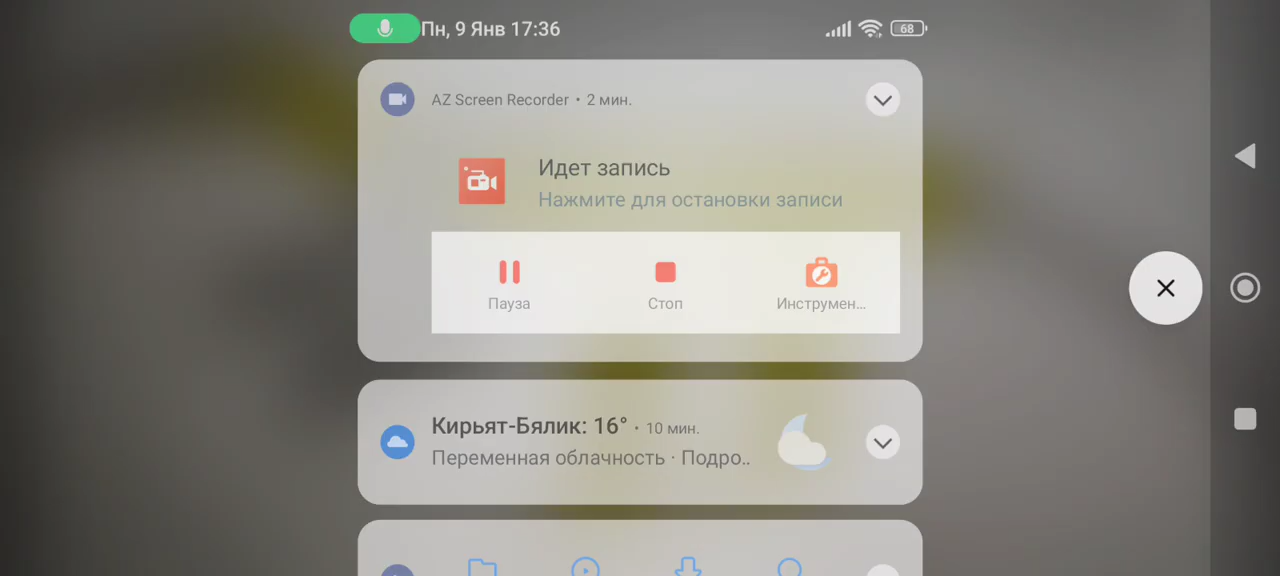 Пн, 9 Янв 17:36
68
AZ Screen Recorder • 2 мин.
Идет запись
Нажмите для остановки записи
Пауза
Стоп
Инструмен...
Кирьят-Бялик: 16° • 10 мин.
Переменная облачность · Подро..